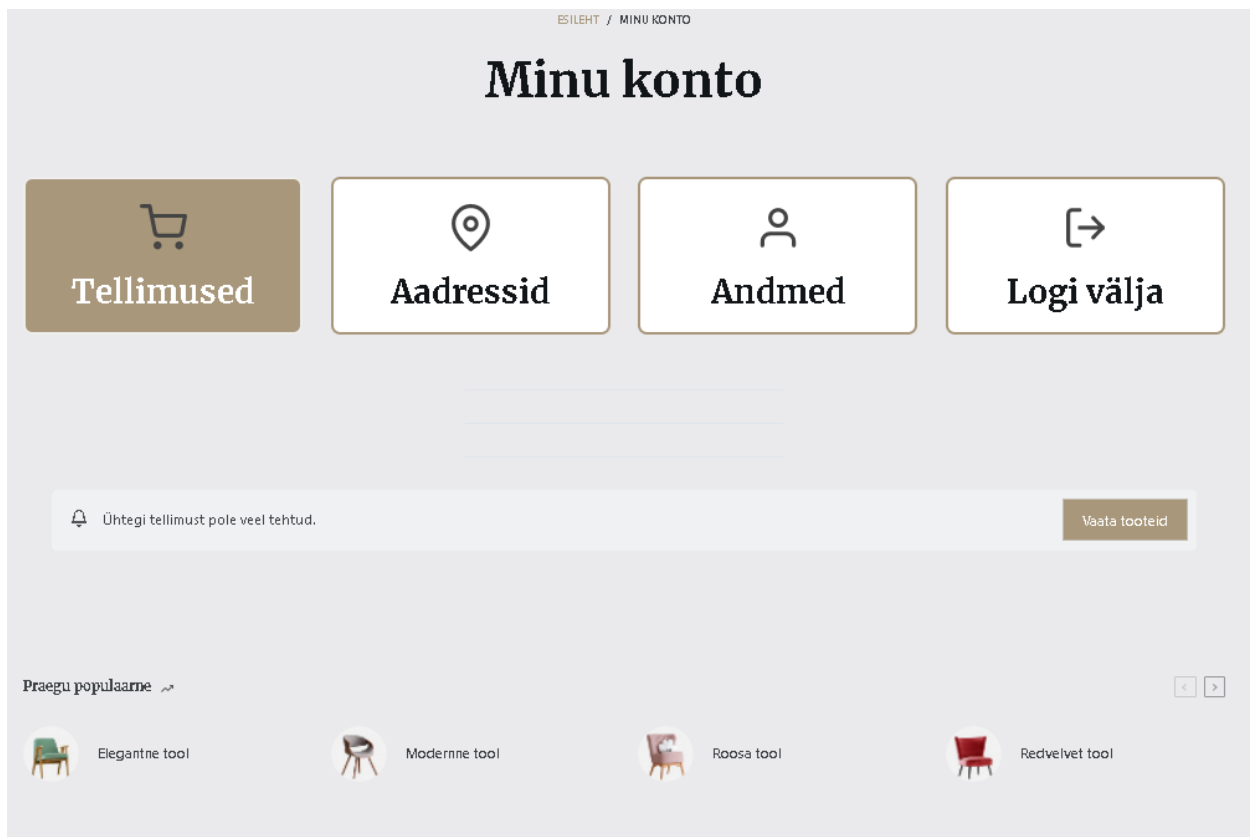 ESILEHT / MINU KONTO
Minu konto
Tellimused
Aadressid
Andmed
Logi välja
Ühtegi tellimust pole veel tehtud.
Vaata tooteid
Praegu populaarne
Elegantne tool
Modernne tool
Roosa tool
Redvelvet tool